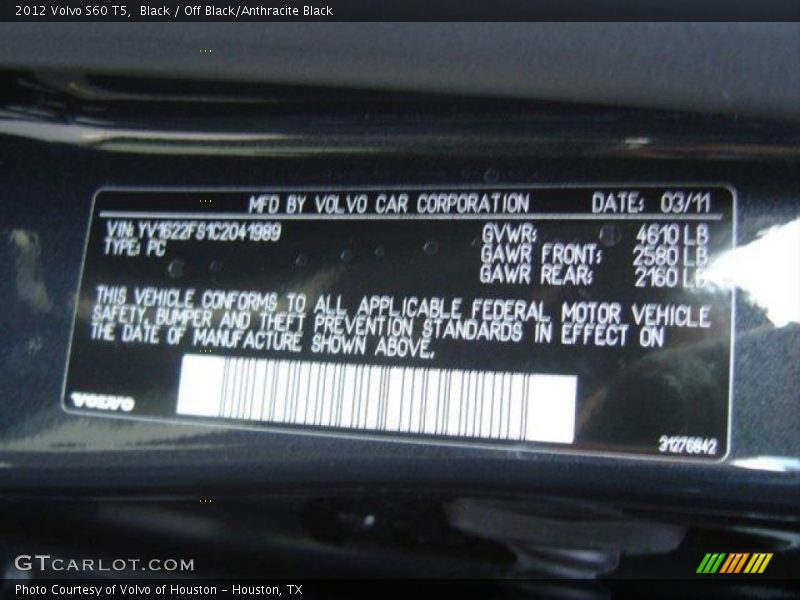 2012 Volvo S60 T5, Black / Off Black/Anthracite Black
MFD BY VOLVO CAR CORPORATION DATE: 03/11
VIN: YV1622FS1C2041989 GVWR: 4610 LB
TYPE: PC GAWR FRONT: 2580 LB
GAWR REAR: 2160 LB
THIS VEHICLE CONFORMS TO ALL APPLICABLE FEDERAL MOTOR VEHICLE
SAFETY, BUMPER AND THEFT PREVENTION STANDARDS IN EFFECT ON
THE DATE OF MANUFACTURE SHOWN ABOVE.
VOLVO
31276842
GTCARLOT.COM
Photo Courtesy of Volvo of Houston - Houston, TX